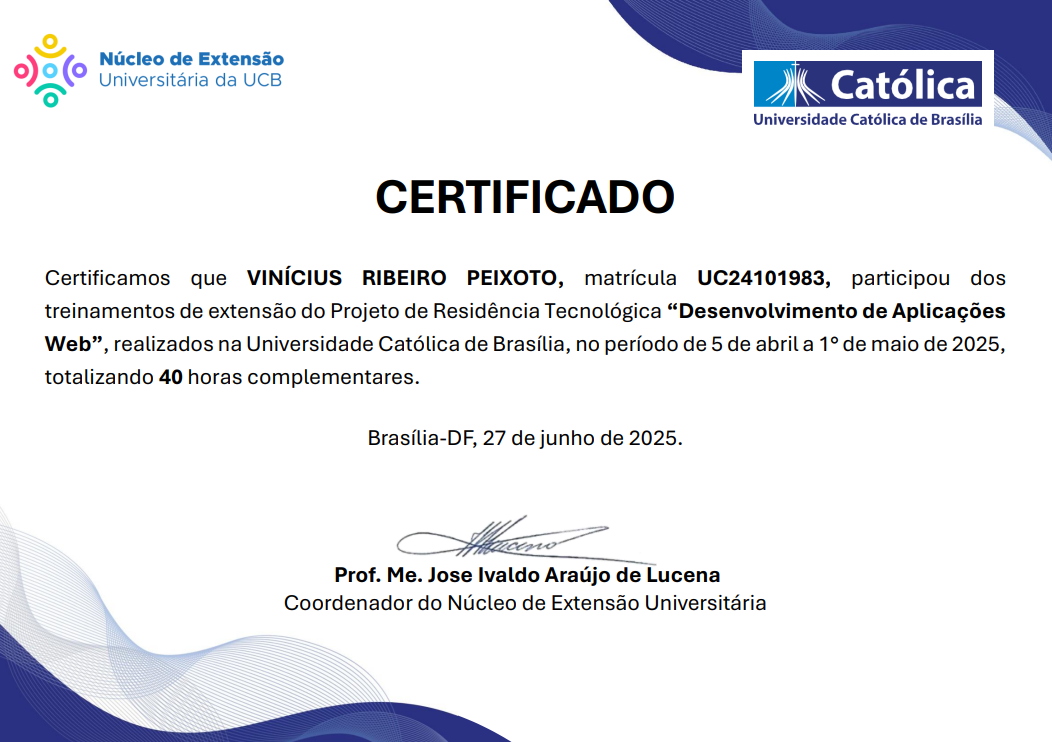 Núcleo de Extensão
Universitária da UCB
Católica
Universidade Católica de Brasília
CERTIFICADO
Certificamos que VINÍCIUS RIBEIRO PEIXOTO, matrícula UC24101983, participou dos
treinamentos de extensão do Projeto de Residência Tecnológica “Desenvolvimento de Aplicações
Web”, realizados na Universidade Católica de Brasília, no período de 5 de abril a 1° de maio de 2025,
totalizando 40 horas complementares.
Brasília-DF, 27 de junho de 2025.
Prof. Me. Jose Ivaldo Araújo de Lucena
Coordenador do Núcleo de Extensão Universitária